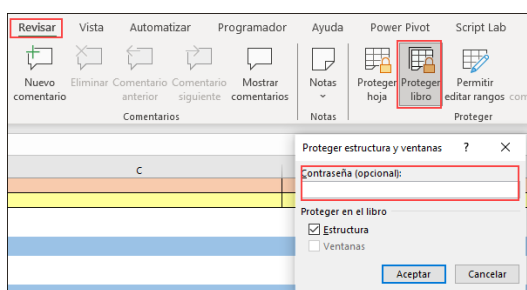 Revisar Vista Automatizar Programador Ayuda Power Pivot Script Lab
Nuevo comentario
Eliminar
Comentario anterior
Comentario siguiente
Mostrar comentarios
Notas
Proteger hoja
Proteger libro
Permitir editar rangos
Comentarios
Notas
Proteger
C
Proteger estructura y ventanas ? ×
Contraseña (opcional):
Proteger en el libro
Estructura
Ventanas
Aceptar Cancelar